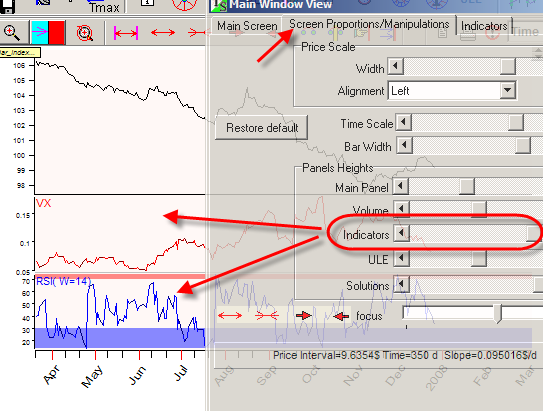 Main Window View
Tmax
Main Screen
Screen Proportions/Manipulations
Indicators
Time
Price Scale
Width
Alignment
Left
Restore default
Time Scale
Bar Width
Panels Heights
Main Panel
Volume
Indicators
ULE
Solutions
focus
106
105
104
103
102
101
100
99
98
VX
0.15
0.10
0.05
RSI( W=14)
70
60
50
40
30
20
Price Interval=9.6354$ Time=350 d Slope=0.095016$/d
Apr
May
Jun
Jul
Aug
Sep
Oct
Nov
Dec
2008
Feb
Mar